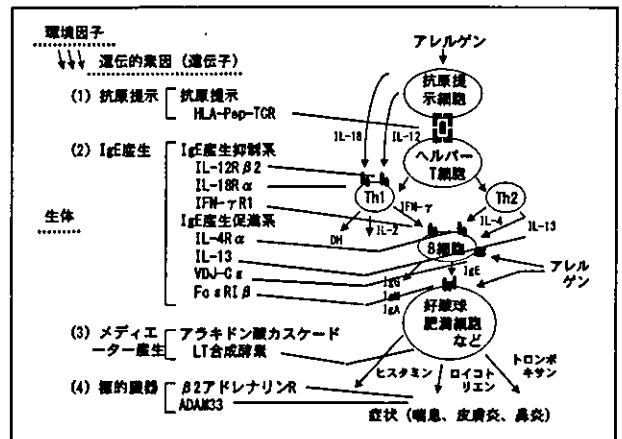 環境因子
遺伝的素因（遺伝子）
(1) 抗原提示
抗原提示
HLA-Pep-TCR
(2) IgE産生
IgE産生抑制系
IL-12Rβ2
IL-18Rα
IFN-γR1
IgE産生促進系
IL-4Rα
IL-13
VDJ-Cε
FcεRIβ
生体
(3) メディエ
ーター産生
アラキドン酸カスケード
LT合成酵素
(4) 標的臓器
β2アドレナリンR
ADAM33
アレルゲン
抗原提
示細胞
IL-18
IL-12
ヘルパー
T細胞
Th1
Th2
IFN-γ
IL-4
IL-13
DH
IL-2
B細胞
IgG
IgM
IgA
IgE
アレル
ゲン
好酸球
肥満細胞
など
ヒスタミン
ロイコト
リエン
トロンボ
キサン
症状（喘息、皮膚炎、鼻炎）